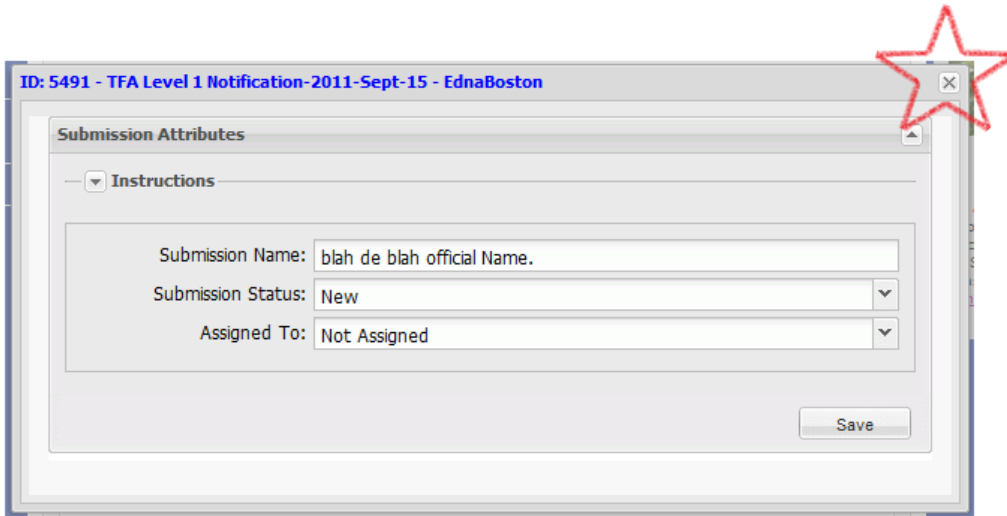 ID: 5491 - TFA Level 1 Notification-2011-Sept-15 - EdnaBoston
Submission Attributes
Instructions
Submission Name: blah de blah official Name.
Submission Status: New
Assigned To: Not Assigned
Save